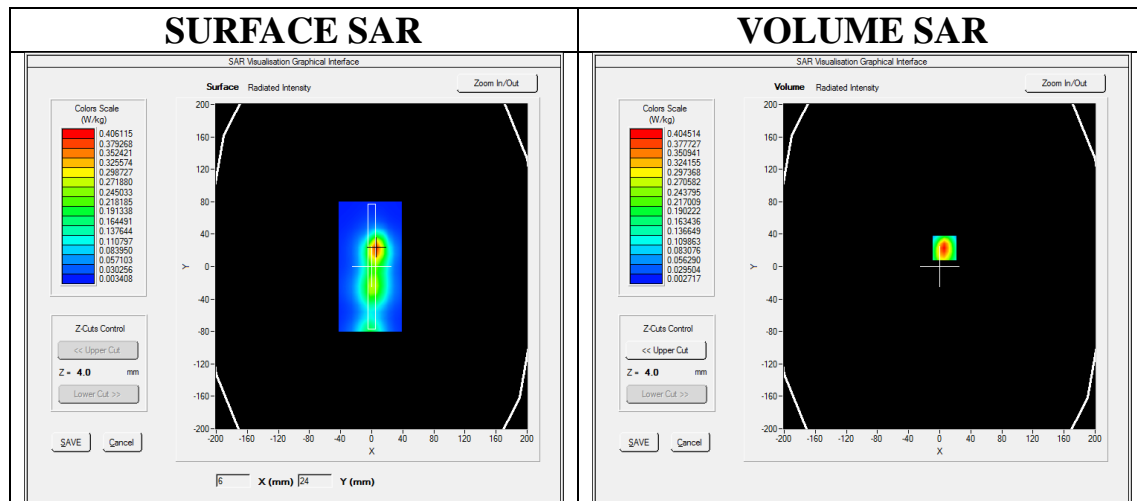 SURFACE SAR
SAR Visualisation Graphical Interface
Surface Radiated Intensity
Zoom In/Out
Colors Scale
(W/kg)
0.406115
0.379268
0.352421
0.325574
0.298727
0.271880
0.245033
0.218185
0.191338
0.164491
0.137644
0.110797
0.083950
0.057103
0.030256
0.003408
Z-Cuts Control
<< Upper Cut
Z = 4.0 mm
Lower Cut >>
SAVE Cancel
200
160
120
80
40
0
-40
-80
-120
-160
-200
Y
-200 -160 -120 -80 -40 0 40 80 120 160 200
X
6 X (mm) 24 Y (mm)
VOLUME SAR
SAR Visualisation Graphical Interface
Volume Radiated Intensity
Zoom In/Out
Colors Scale
(W/kg)
0.404514
0.377727
0.350941
0.324155
0.297368
0.270582
0.243795
0.217009
0.190222
0.163436
0.136649
0.109863
0.083076
0.056290
0.029504
0.002717
Z-Cuts Control
<< Upper Cut
Z = 4.0 mm
Lower Cut >>
SAVE Cancel
200
160
120
80
40
0
-40
-80
-120
-160
-200
Y
-200 -160 -120 -80 -40 0 40 80 120 160 200
X